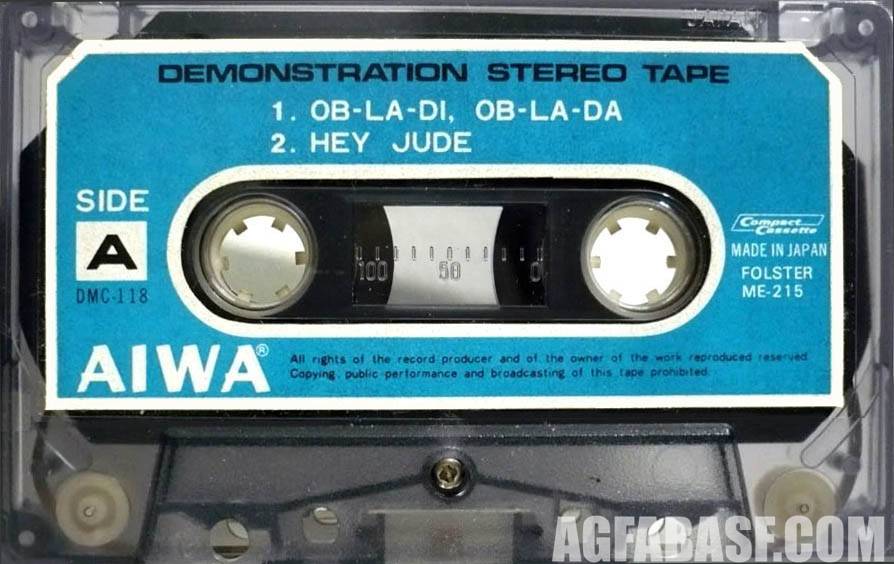 DEMONSTRATION STEREO TAPE
1. OB-LA-DI, OB-LA-DA
2. HEY JUDE
SIDE
A
DMC-118
100 50 0
Compact Cassette
MADE IN JAPAN
FOLSTER
ME-215
AIWA®
All rights of the record producer and of the owner of the work reproduced reserved.
Copying, public performance and broadcasting of this tape prohibited.
AGFABASF.COM